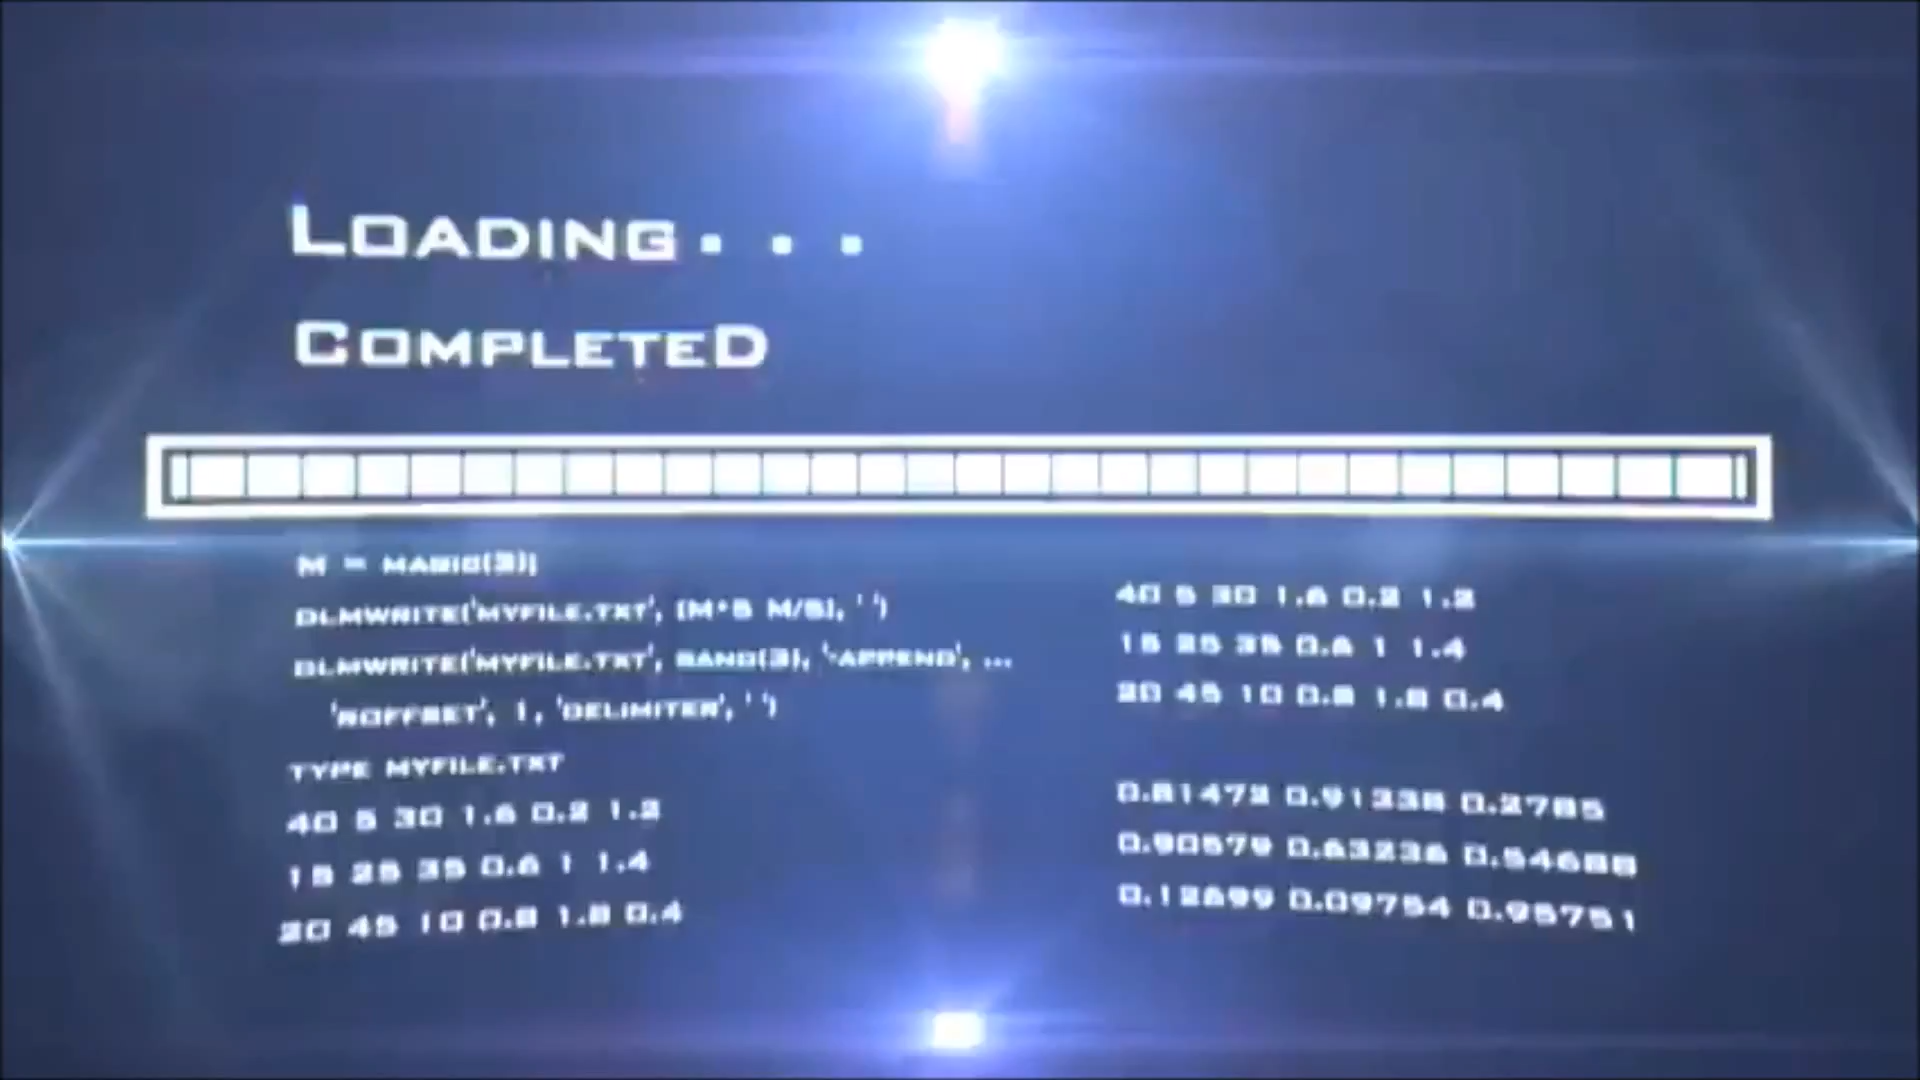 LOADING . . .
COMPLETED
M = MAGIC(3);
DLMWRITE('MYFILE.TXT', [M*5 M/5], ' ')
DLMWRITE('MYFILE.TXT', RAND(3), '-APPEND', ...
'ROFFSET', 1, 'DELIMITER', ' ')
TYPE MYFILE.TXT
40 5 30 1.6 0.2 1.2
15 25 35 0.6 1 1.4
20 45 10 0.8 1.8 0.4
40 5 30 1.6 0.2 1.2
15 25 35 0.6 1 1.4
20 45 10 0.8 1.8 0.4
0.81472 0.91338 0.2785
0.90579 0.63236 0.54688
0.12699 0.09754 0.95751